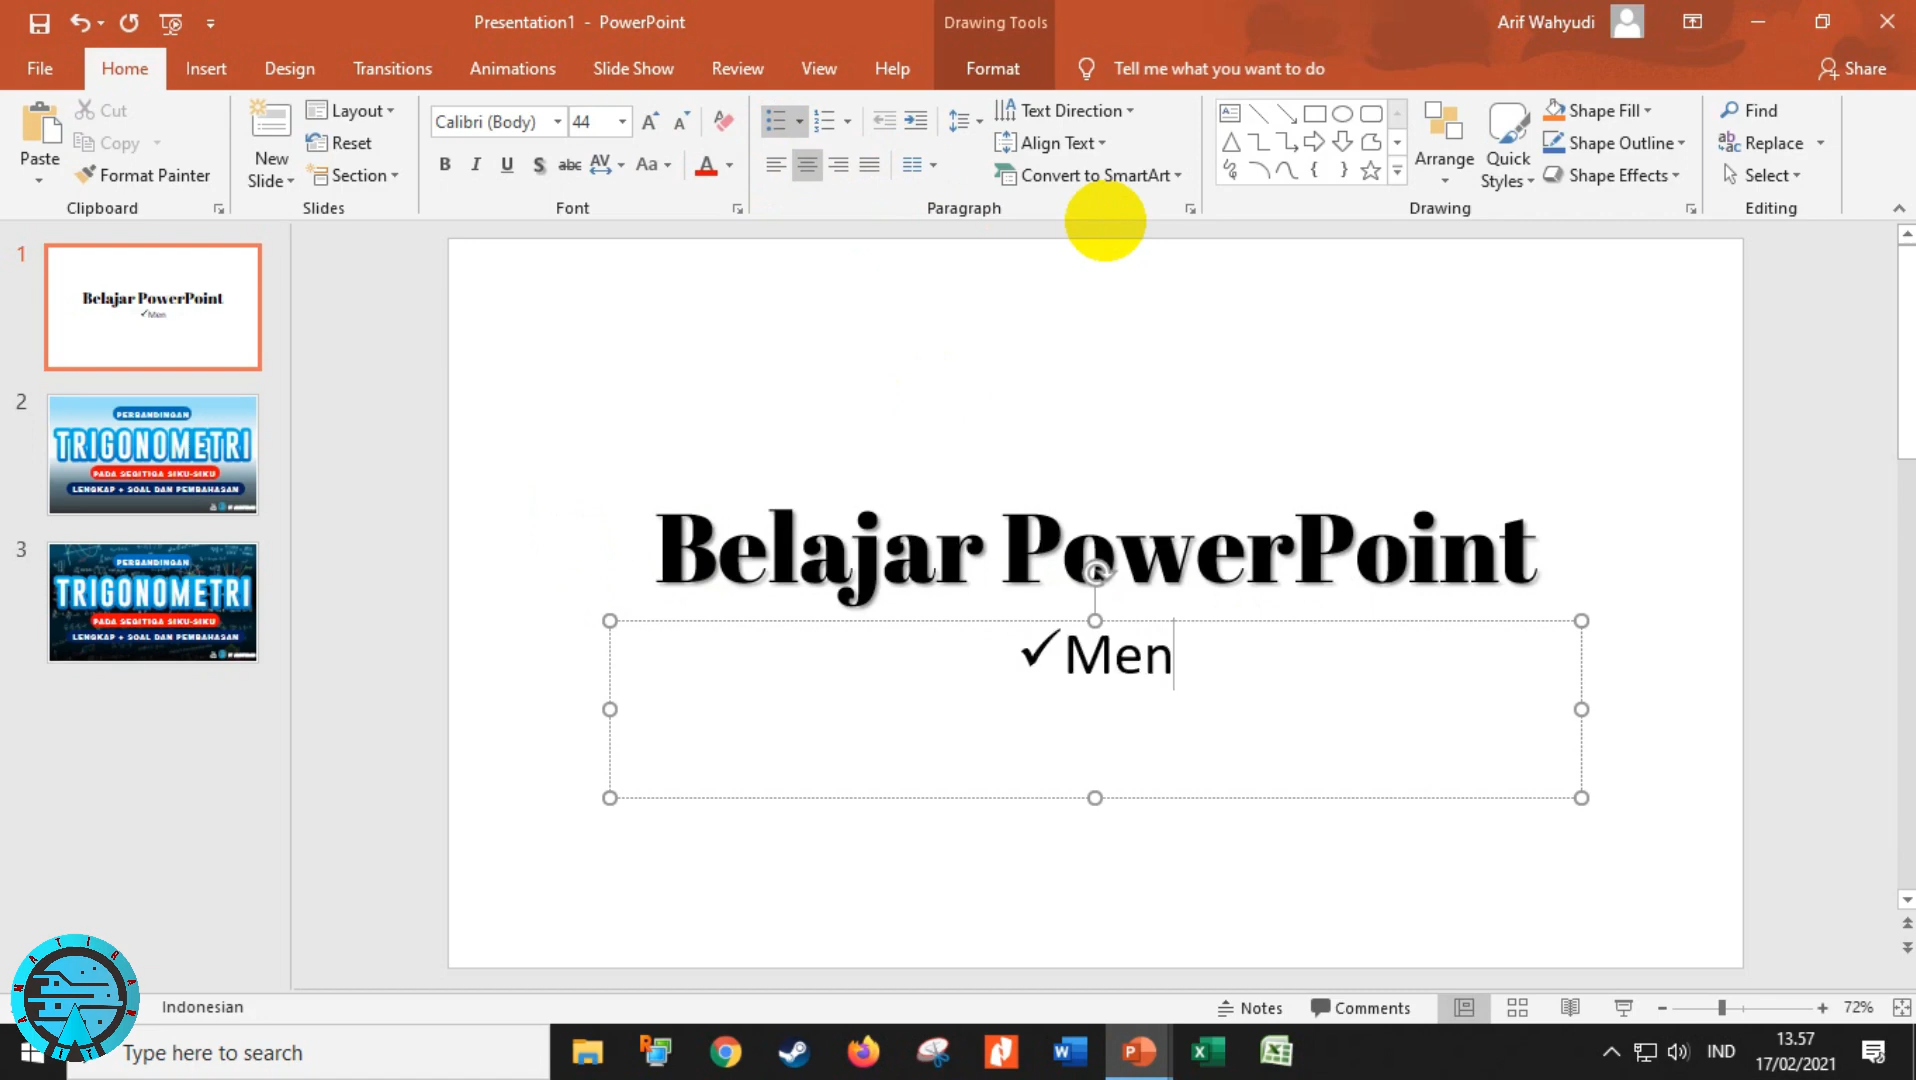 Presentation1 - PowerPoint
Drawing Tools
Arif Wahyudi
File Home Insert Design Transitions Animations Slide Show Review View Help Format Tell me what you want to do Share
Paste
Cut
Copy
Format Painter
Clipboard
New Slide
Layout
Reset
Section
Slides
Calibri (Body) 44
B I U S abc AV Aa A
Font
Text Direction
Align Text
Convert to SmartArt
Paragraph
Arrange
Quick Styles
Shape Fill
Shape Outline
Shape Effects
Drawing
Find
Replace
Select
Editing
1
Belajar PowerPoint
✓Men
2
PERBANDINGAN
TRIGONOMETRI
PADA SEGITIGA SIKU-SIKU
LENGKAP + SOAL DAN PEMBAHASAN
3
PERBANDINGAN
TRIGONOMETRI
PADA SEGITIGA SIKU-SIKU
LENGKAP + SOAL DAN PEMBAHASAN
Belajar PowerPoint
✓Men
Indonesian
Notes Comments 72%
Type here to search
IND
13.57
17/02/2021